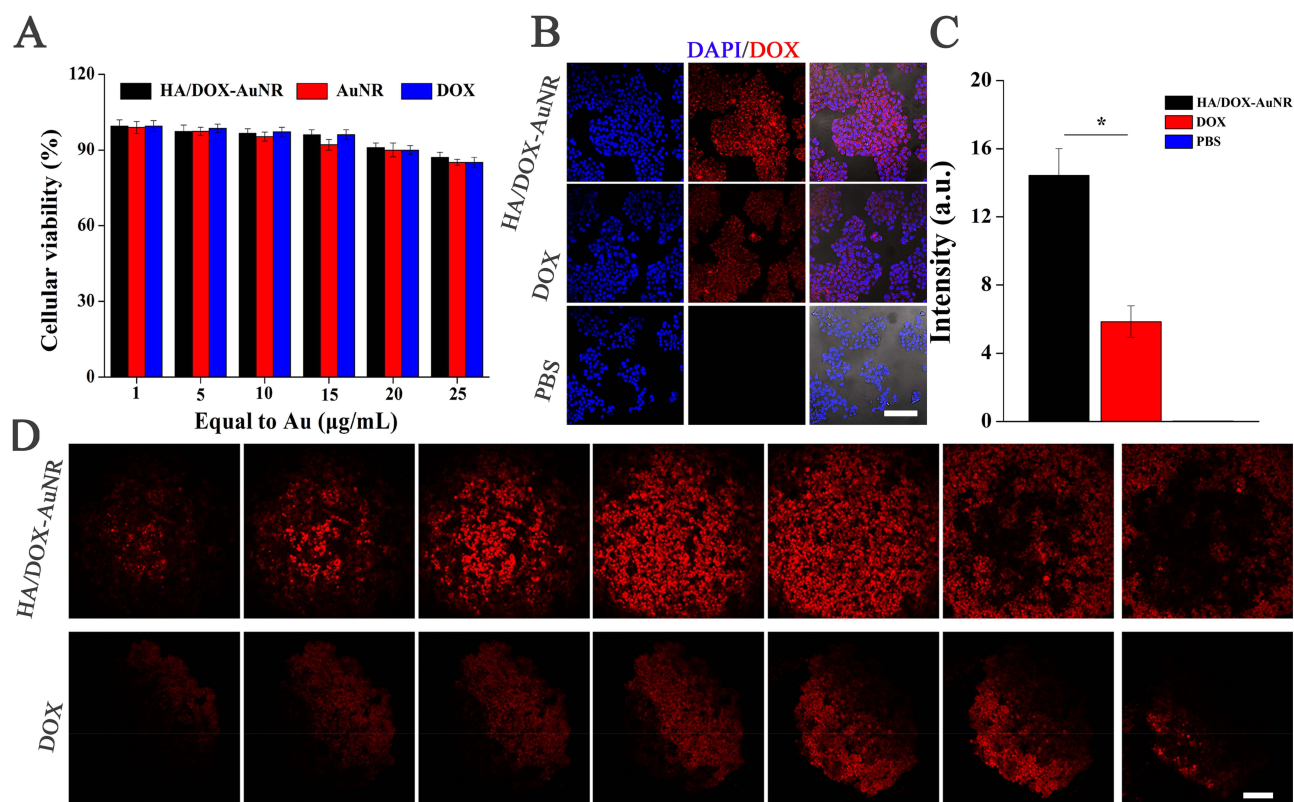 A
Cellular viability (%)
120
90
60
30
0
HA/DOX-AuNR
AuNR
DOX
1
5
10
15
20
25
Equal to Au (μg/mL)
B
DAPI/DOX
HA/DOX-AuNR
DOX
PBS
C
Intensity (a.u.)
20
16
12
8
4
0
HA/DOX-AuNR
DOX
PBS
*
D
HA/DOX-AuNR
DOX